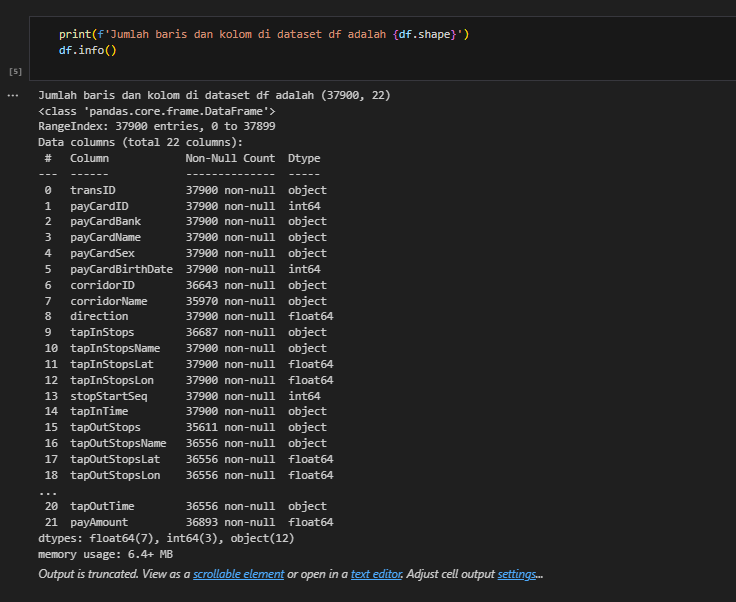 print(f'Jumlah baris dan kolom di dataset df adalah {df.shape}')
df.info()
[5]
... Jumlah baris dan kolom di dataset df adalah (37900, 22)
<class 'pandas.core.frame.DataFrame'>
RangeIndex: 37900 entries, 0 to 37899
Data columns (total 22 columns):
 #   Column            Non-Null Count  Dtype
---  ------            --------------  -----
 0   transID           37900 non-null  object
 1   payCardID         37900 non-null  int64
 2   payCardBank       37900 non-null  object
 3   payCardName       37900 non-null  object
 4   payCardSex        37900 non-null  object
 5   payCardBirthDate  37900 non-null  int64
 6   corridorID        36643 non-null  object
 7   corridorName      35970 non-null  object
 8   direction         37900 non-null  float64
 9   tapInStops        36687 non-null  object
 10  tapInStopsName    37900 non-null  object
 11  tapInStopsLat     37900 non-null  float64
 12  tapInStopsLon     37900 non-null  float64
 13  stopStartSeq      37900 non-null  int64
 14  tapInTime         37900 non-null  object
 15  tapOutStops       35611 non-null  object
 16  tapOutStopsName   36556 non-null  object
 17  tapOutStopsLat    36556 non-null  float64
 18  tapOutStopsLon    36556 non-null  float64
...
 20  tapOutTime        36556 non-null  object
 21  payAmount         36893 non-null  float64
dtypes: float64(7), int64(3), object(12)
memory usage: 6.4+ MB
Output is truncated. View as a scrollable element or open in a text editor. Adjust cell output settings...